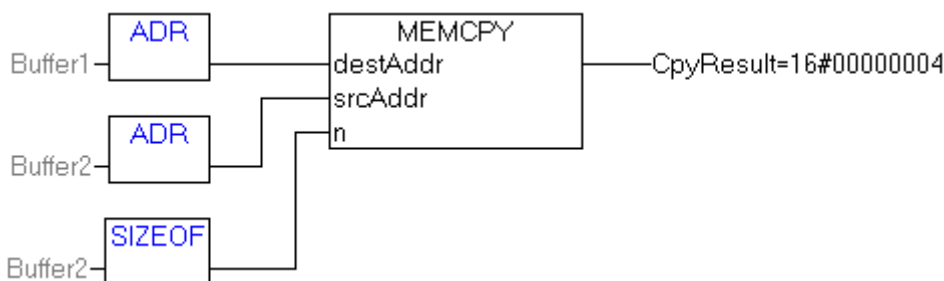 ADR
MEMCPY
Buffer1
destAddr
CpyResult=16#00000004
srcAddr
ADR
n
Buffer2
SIZEOF
Buffer2